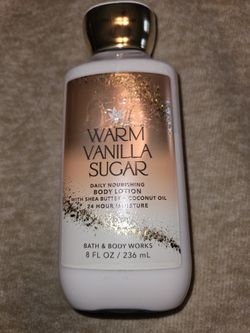 WARM
VANILLA
SUGAR
DAILY NOURISHING
BODY LOTION
WITH SHEA BUTTER + COCONUT OIL
24 HOUR MOISTURE
BATH & BODY WORKS
8 FL OZ / 236 mL